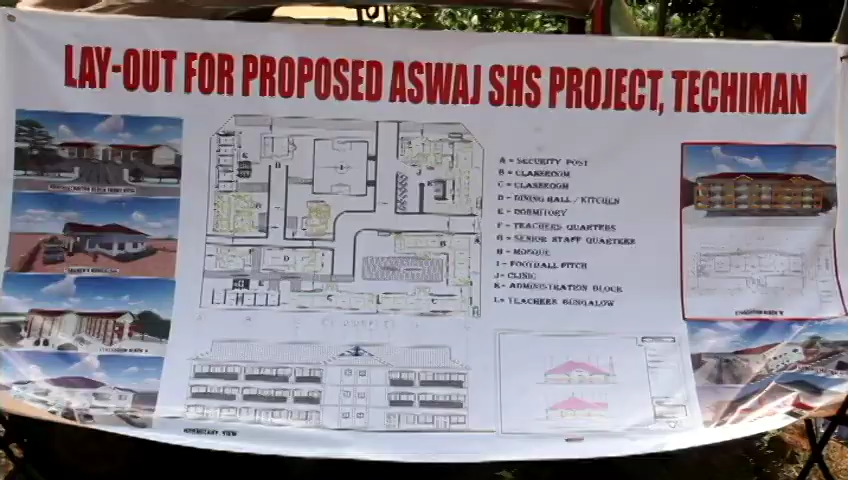 LAY-OUT FOR PROPOSED ASWAJ SHS PROJECT, TECHIMAN
A = SECURITY POST
B = CLASSROOM
C = CLASSROOM
D = DINING HALL / KITCHEN
E = DORMITORY
F = TEACHERS QUARTERS
G = SENIOR STAFF QUARTERS
H = MOSQUE
I = FOOTBALL PITCH
J = CLINIC
K = ADMINISTRATION BLOCK
L = TEACHERS BUNGALOW